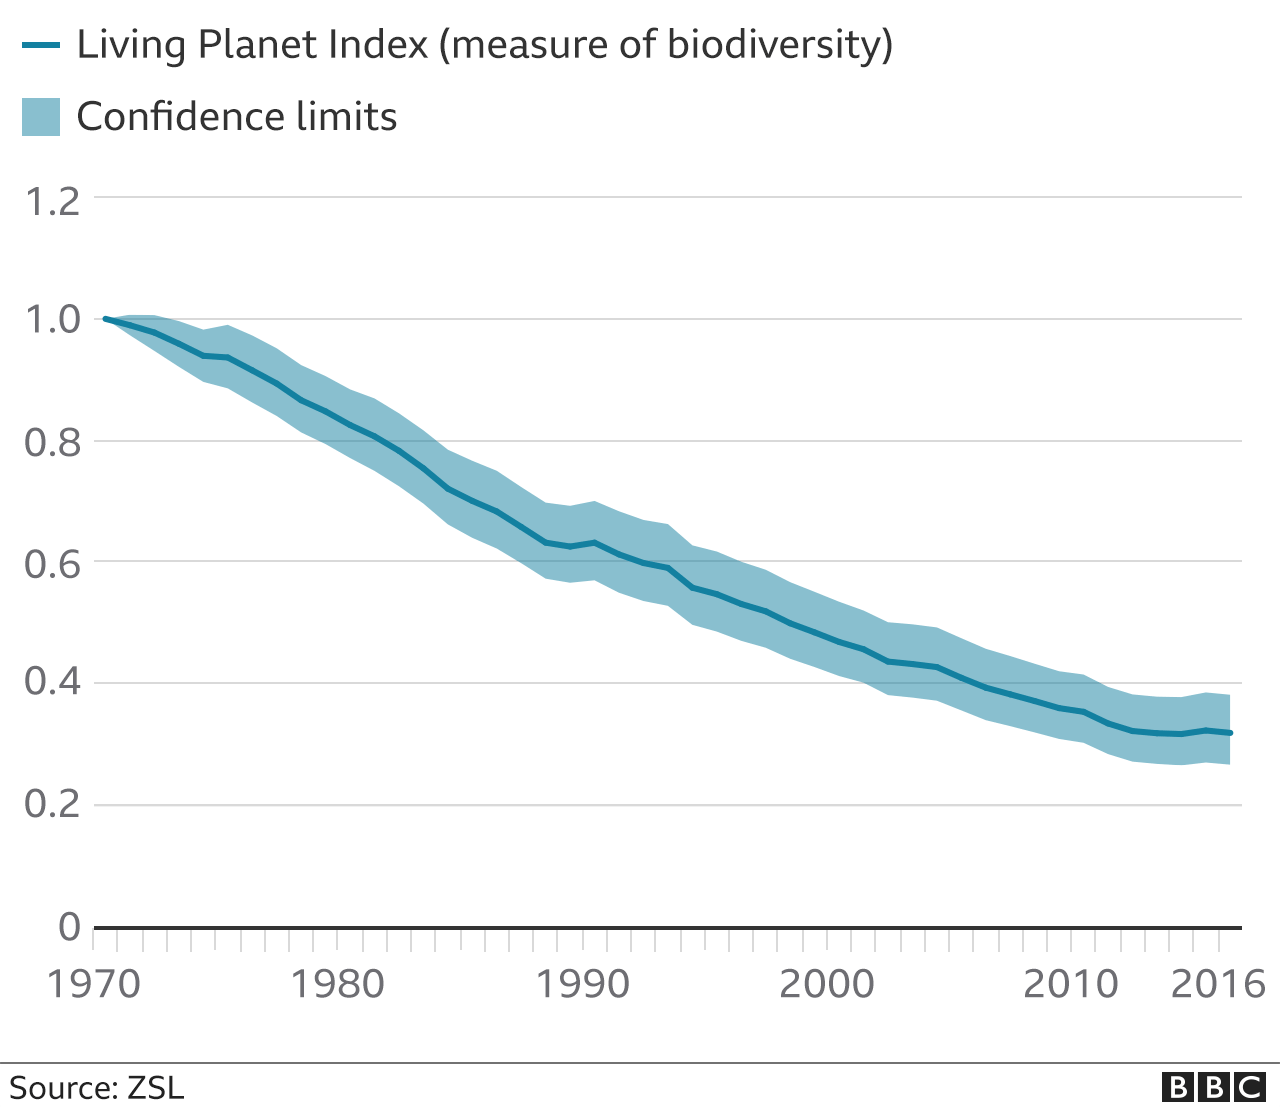 Living Planet Index (measure of biodiversity)
Confidence limits
1.2
1.0
0.8
0.6
0.4
0.2
0
1970 1980 1990 2000 2010 2016
Source: ZSL
BBC